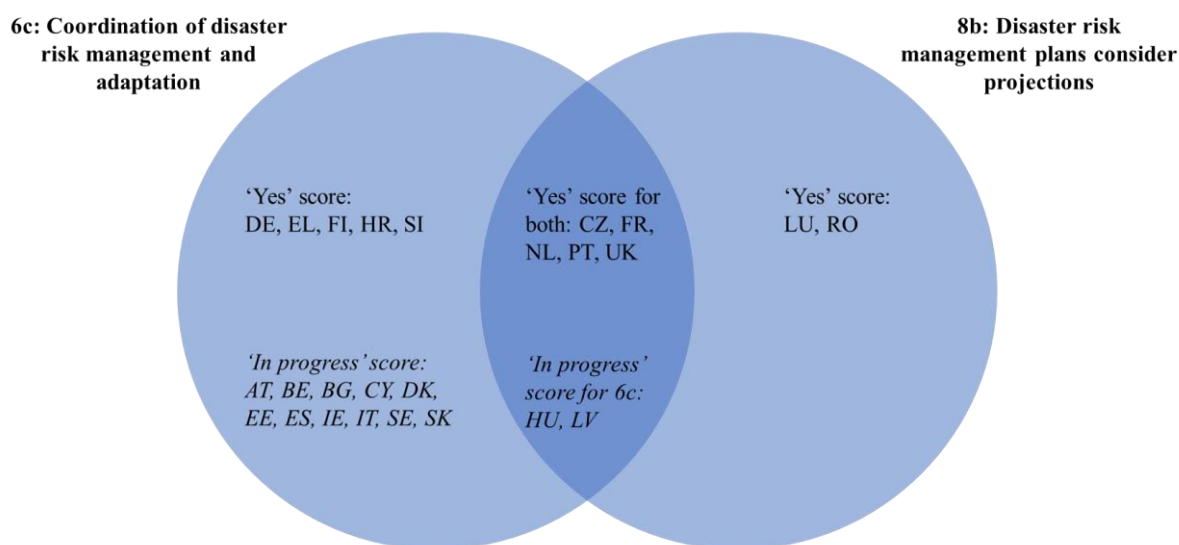 6c: Coordination of disaster
risk management and
adaptation
8b: Disaster risk
management plans consider
projections
‘Yes’ score:
DE, EL, FI, HR, SI
‘Yes’ score for
both: CZ, FR,
NL, PT, UK
‘Yes’ score:
LU, RO
‘In progress’ score:
AT, BE, BG, CY, DK,
EE, ES, IE, IT, SE, SK
‘In progress’
score for 6c:
HU, LV